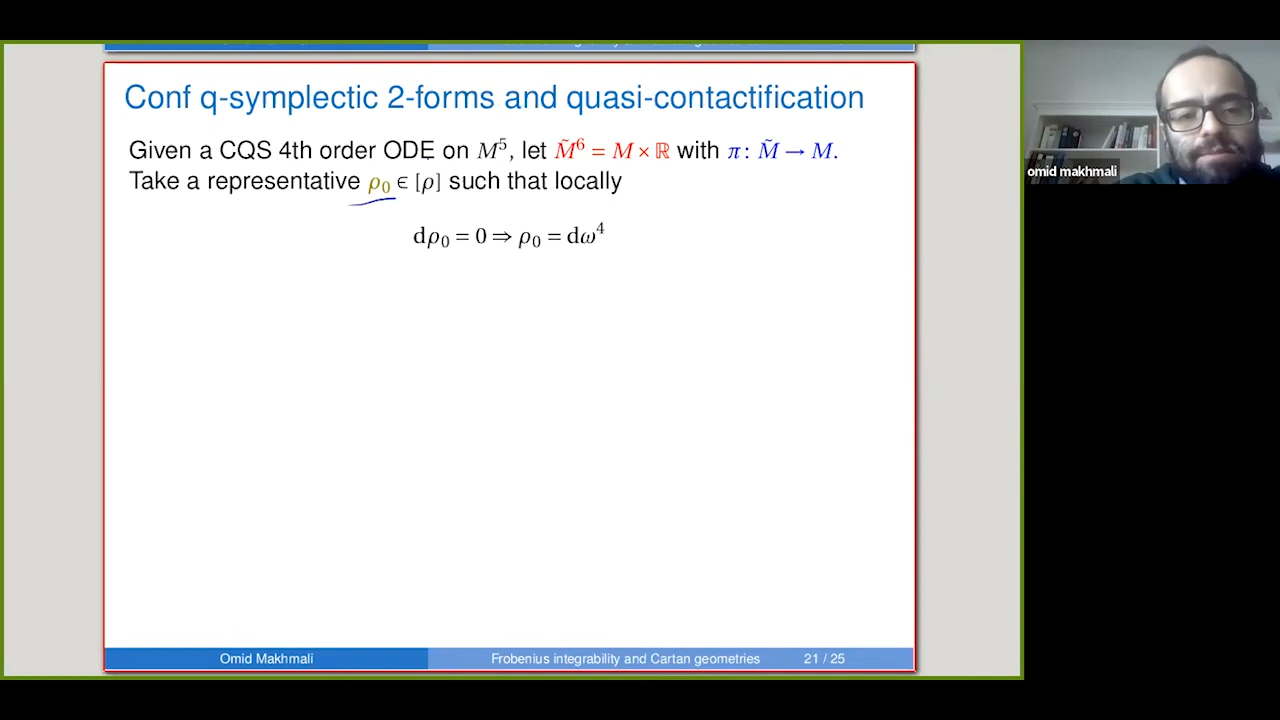 Conf q-symplectic 2-forms and quasi-contactification
Given a CQS 4th order ODE on M⁵, let M̃⁶ = M × ℝ with π: M̃ → M.
Take a representative ρ₀ ∈ [ρ] such that locally
dρ₀ = 0 ⇒ ρ₀ = dω⁴
omid makhmali
Omid Makhmali Frobenius integrability and Cartan geometries 21 / 25